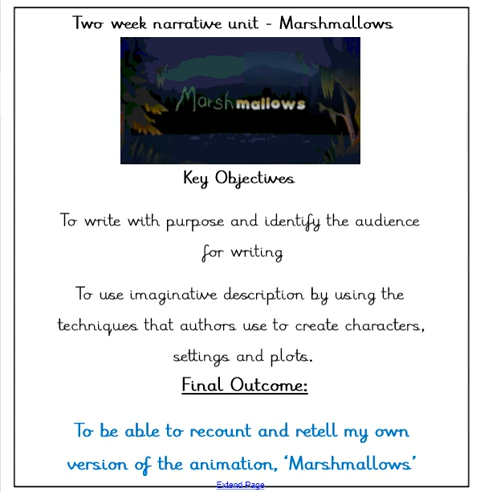 Two week narrative unit - Marshmallows
Marshmallows
Key Objectives
To write with purpose and identify the audience
for writing
To use imaginative description by using the
techniques that authors use to create characters,
settings and plots.
Final Outcome:
To be able to recount and retell my own
version of the animation, ‘Marshmallows’
Extend Page